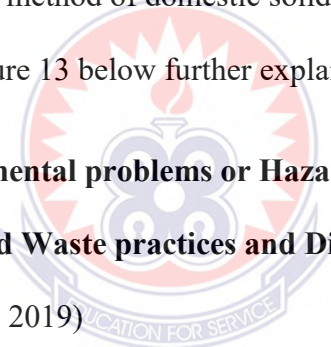 method of domestic solid
ure 13 below further explai
mental problems or Haza
d Waste practices and Di
2019)
EDUCATION FOR SERVICE